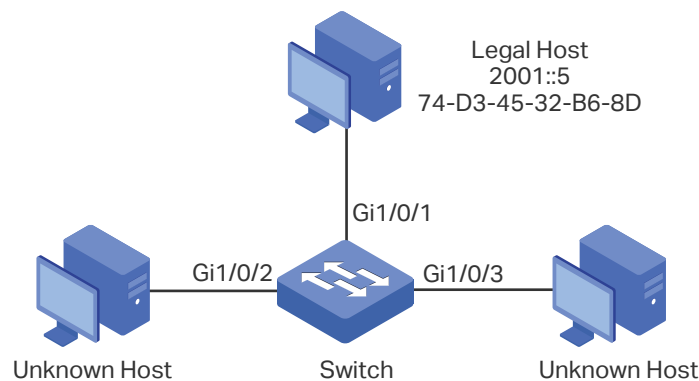 Legal Host
2001::5
74-D3-45-32-B6-8D
Gi1/0/1
Gi1/0/2
Gi1/0/3
Unknown Host
Switch
Unknown Host